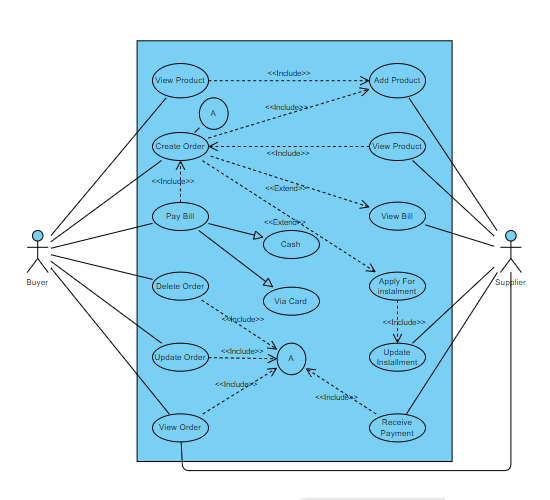 <<Include>>
View Product
Add Product
<<Include>>
A
Create Order
<<Include>>
View Product
<<Include>>
<<Extend>>
Pay Bill
View Bill
<<Extend>>
Cash
Buyer
Supplier
Delete Order
Apply For
instalment
Via Card
<<Include>>
<<Include>>
<<Include>>
Update Order
A
Update
Installment
<<Include>>
<<Include>>
View Order
Receive
Payment